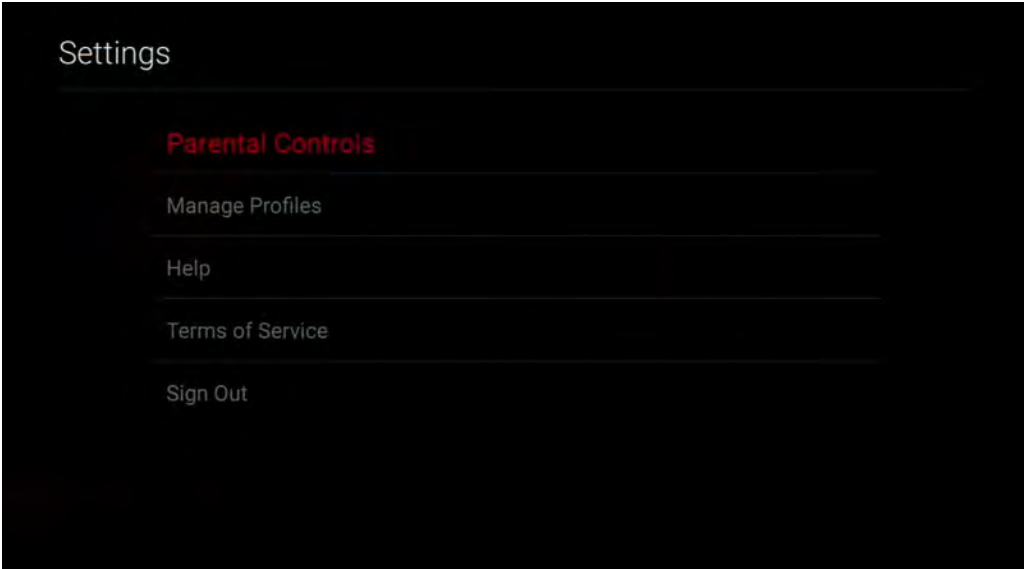 Settings
Parental Controls
Manage Profiles
Help
Terms of Service
Sign Out